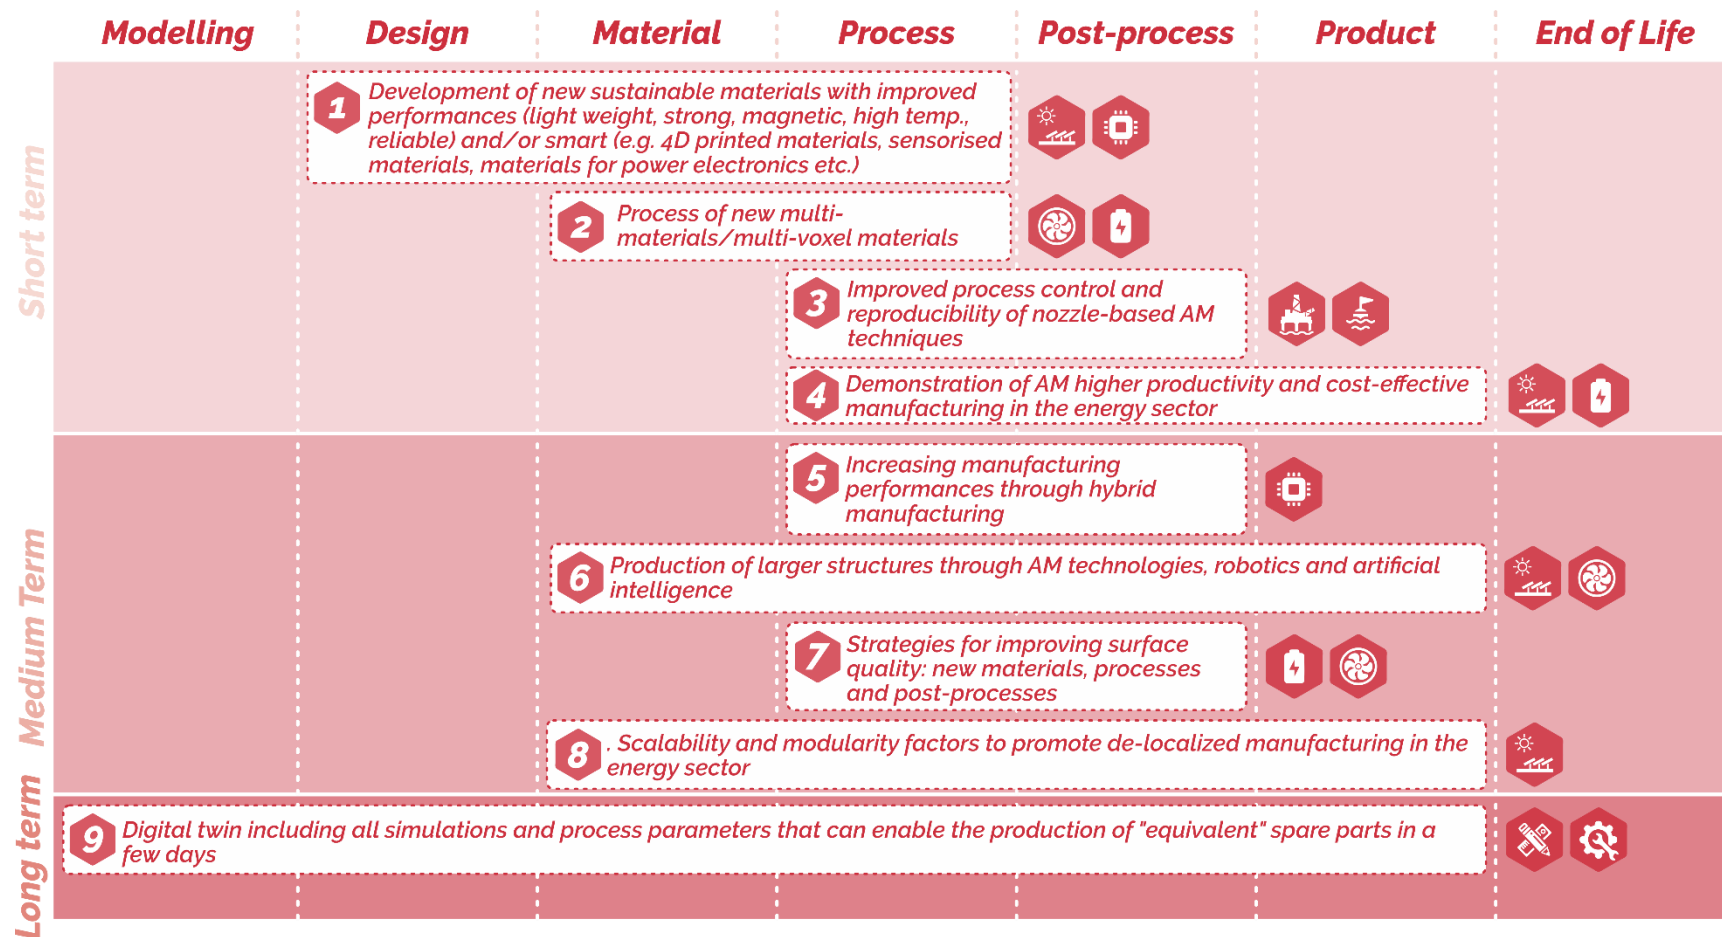 Modelling
Design
Material
Process
Post-process
Product
End of Life
Short term
1
Development of new sustainable materials with improved
performances (light weight, strong, magnetic, high temp.,
reliable) and/or smart (e.g. 4D printed materials, sensorised
materials, materials for power electronics etc.)
2
Process of new multi-
materials/multi-voxel materials
3
Improved process control and
reproducibility of nozzle-based AM
techniques
4
Demonstration of AM higher productivity and cost-effective
manufacturing in the energy sector
Medium Term
5
Increasing manufacturing
performances through hybrid
manufacturing
6
Production of larger structures through AM technologies, robotics and artificial
intelligence
7
Strategies for improving surface
quality: new materials, processes
and post-processes
8
. Scalability and modularity factors to promote de-localized manufacturing in the
energy sector
Long term
9
Digital twin including all simulations and process parameters that can enable the production of "equivalent" spare parts in a
few days